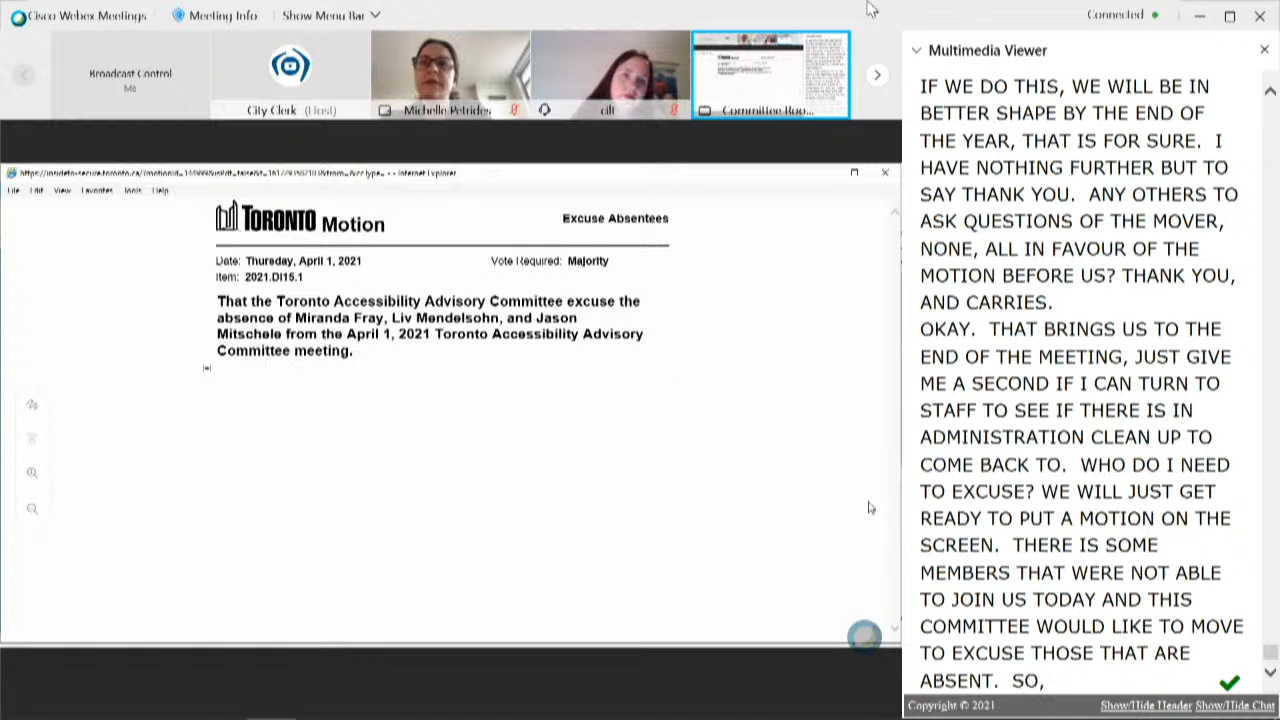 Cisco Webex Meetings
Meeting Info
Show Menu Bar
Connected
Broadcast Control
Me
City Clerk (Host)
Michelle Petrides
cilt
Committee Roo...
Internet Explorer
File Edit View Favorites Tools Help
TORONTO Motion
Excuse Absentees
Date: Thursday, April 1, 2021
Vote Required: Majority
Item: 2021.DI15.1
That the Toronto Accessibility Advisory Committee excuse the
absence of Miranda Fray, Liv Mendelsohn, and Jason
Mitschele from the April 1, 2021 Toronto Accessibility Advisory
Committee meeting.
Multimedia Viewer
IF WE DO THIS, WE WILL BE IN
BETTER SHAPE BY THE END OF
THE YEAR, THAT IS FOR SURE. I
HAVE NOTHING FURTHER BUT TO
SAY THANK YOU. ANY OTHERS TO
ASK QUESTIONS OF THE MOVER,
NONE, ALL IN FAVOUR OF THE
MOTION BEFORE US? THANK YOU,
AND CARRIES.
OKAY. THAT BRINGS US TO THE
END OF THE MEETING, JUST GIVE
ME A SECOND IF I CAN TURN TO
STAFF TO SEE IF THERE IS IN
ADMINISTRATION CLEAN UP TO
COME BACK TO. WHO DO I NEED
TO EXCUSE? WE WILL JUST GET
READY TO PUT A MOTION ON THE
SCREEN. THERE IS SOME
MEMBERS THAT WERE NOT ABLE
TO JOIN US TODAY AND THIS
COMMITTEE WOULD LIKE TO MOVE
TO EXCUSE THOSE THAT ARE
ABSENT. SO,
Copyright © 2021
Show/Hide Header Show/Hide Chat